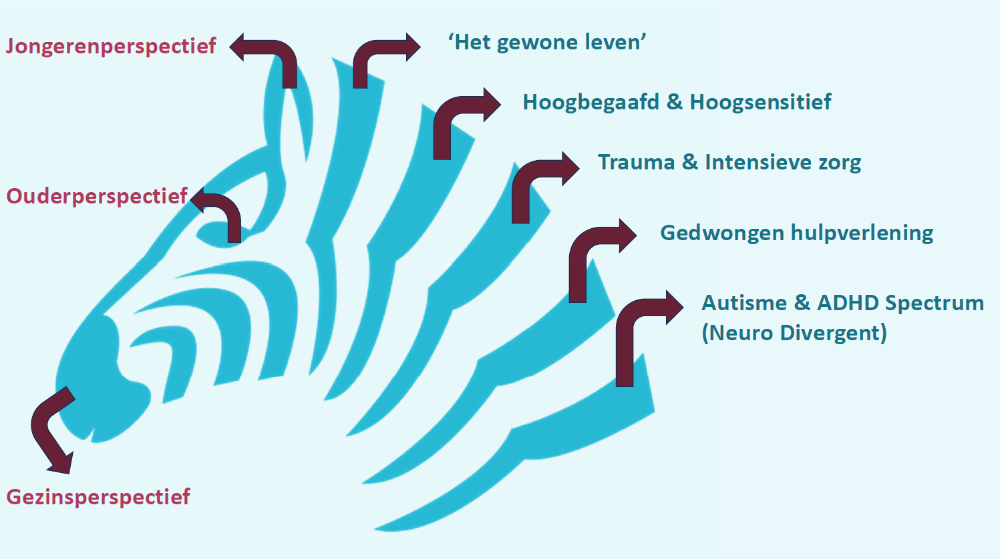 Jongerenperspectief
‘Het gewone leven’
Hoogbegaafd & Hoogsensitief
Trauma & Intensieve zorg
Ouderperspectief
Gedwongen hulpverlening
Autisme & ADHD Spectrum
(Neuro Divergent)
Gezinsperspectief